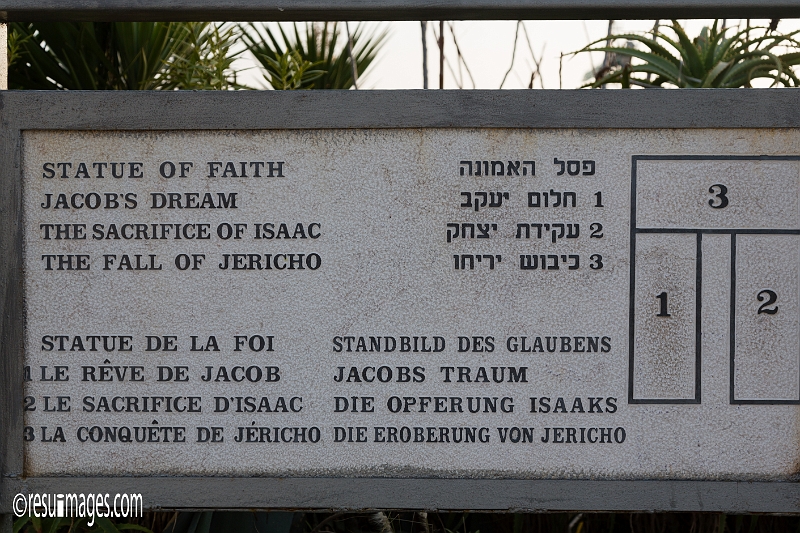 STATUE OF FAITH
JACOB'S DREAM
THE SACRIFICE OF ISAAC
THE FALL OF JERICHO
פסל האמונה
1 חלום יעקב
2 עקידת יצחק
3 כיבוש יריחו
3
1
2
STATUE DE LA FOI
1 LE RÊVE DE JACOB
2 LE SACRIFICE D'ISAAC
3 LA CONQUÊTE DE JÉRICHO
STANDBILD DES GLAUBENS
JACOBS TRAUM
DIE OPFERUNG ISAAKS
DIE EROBERUNG VON JERICHO
©resumages.com